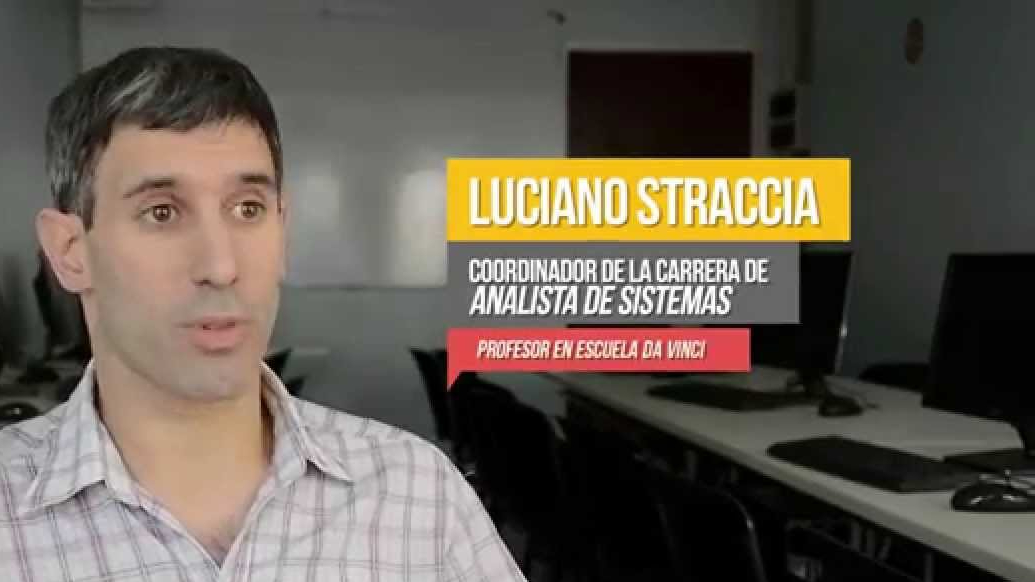 LUCIANO STRACCIA
COORDINADOR DE LA CARRERA DE
ANALISTA DE SISTEMAS
PROFESOR EN ESCUELA DA VINCI